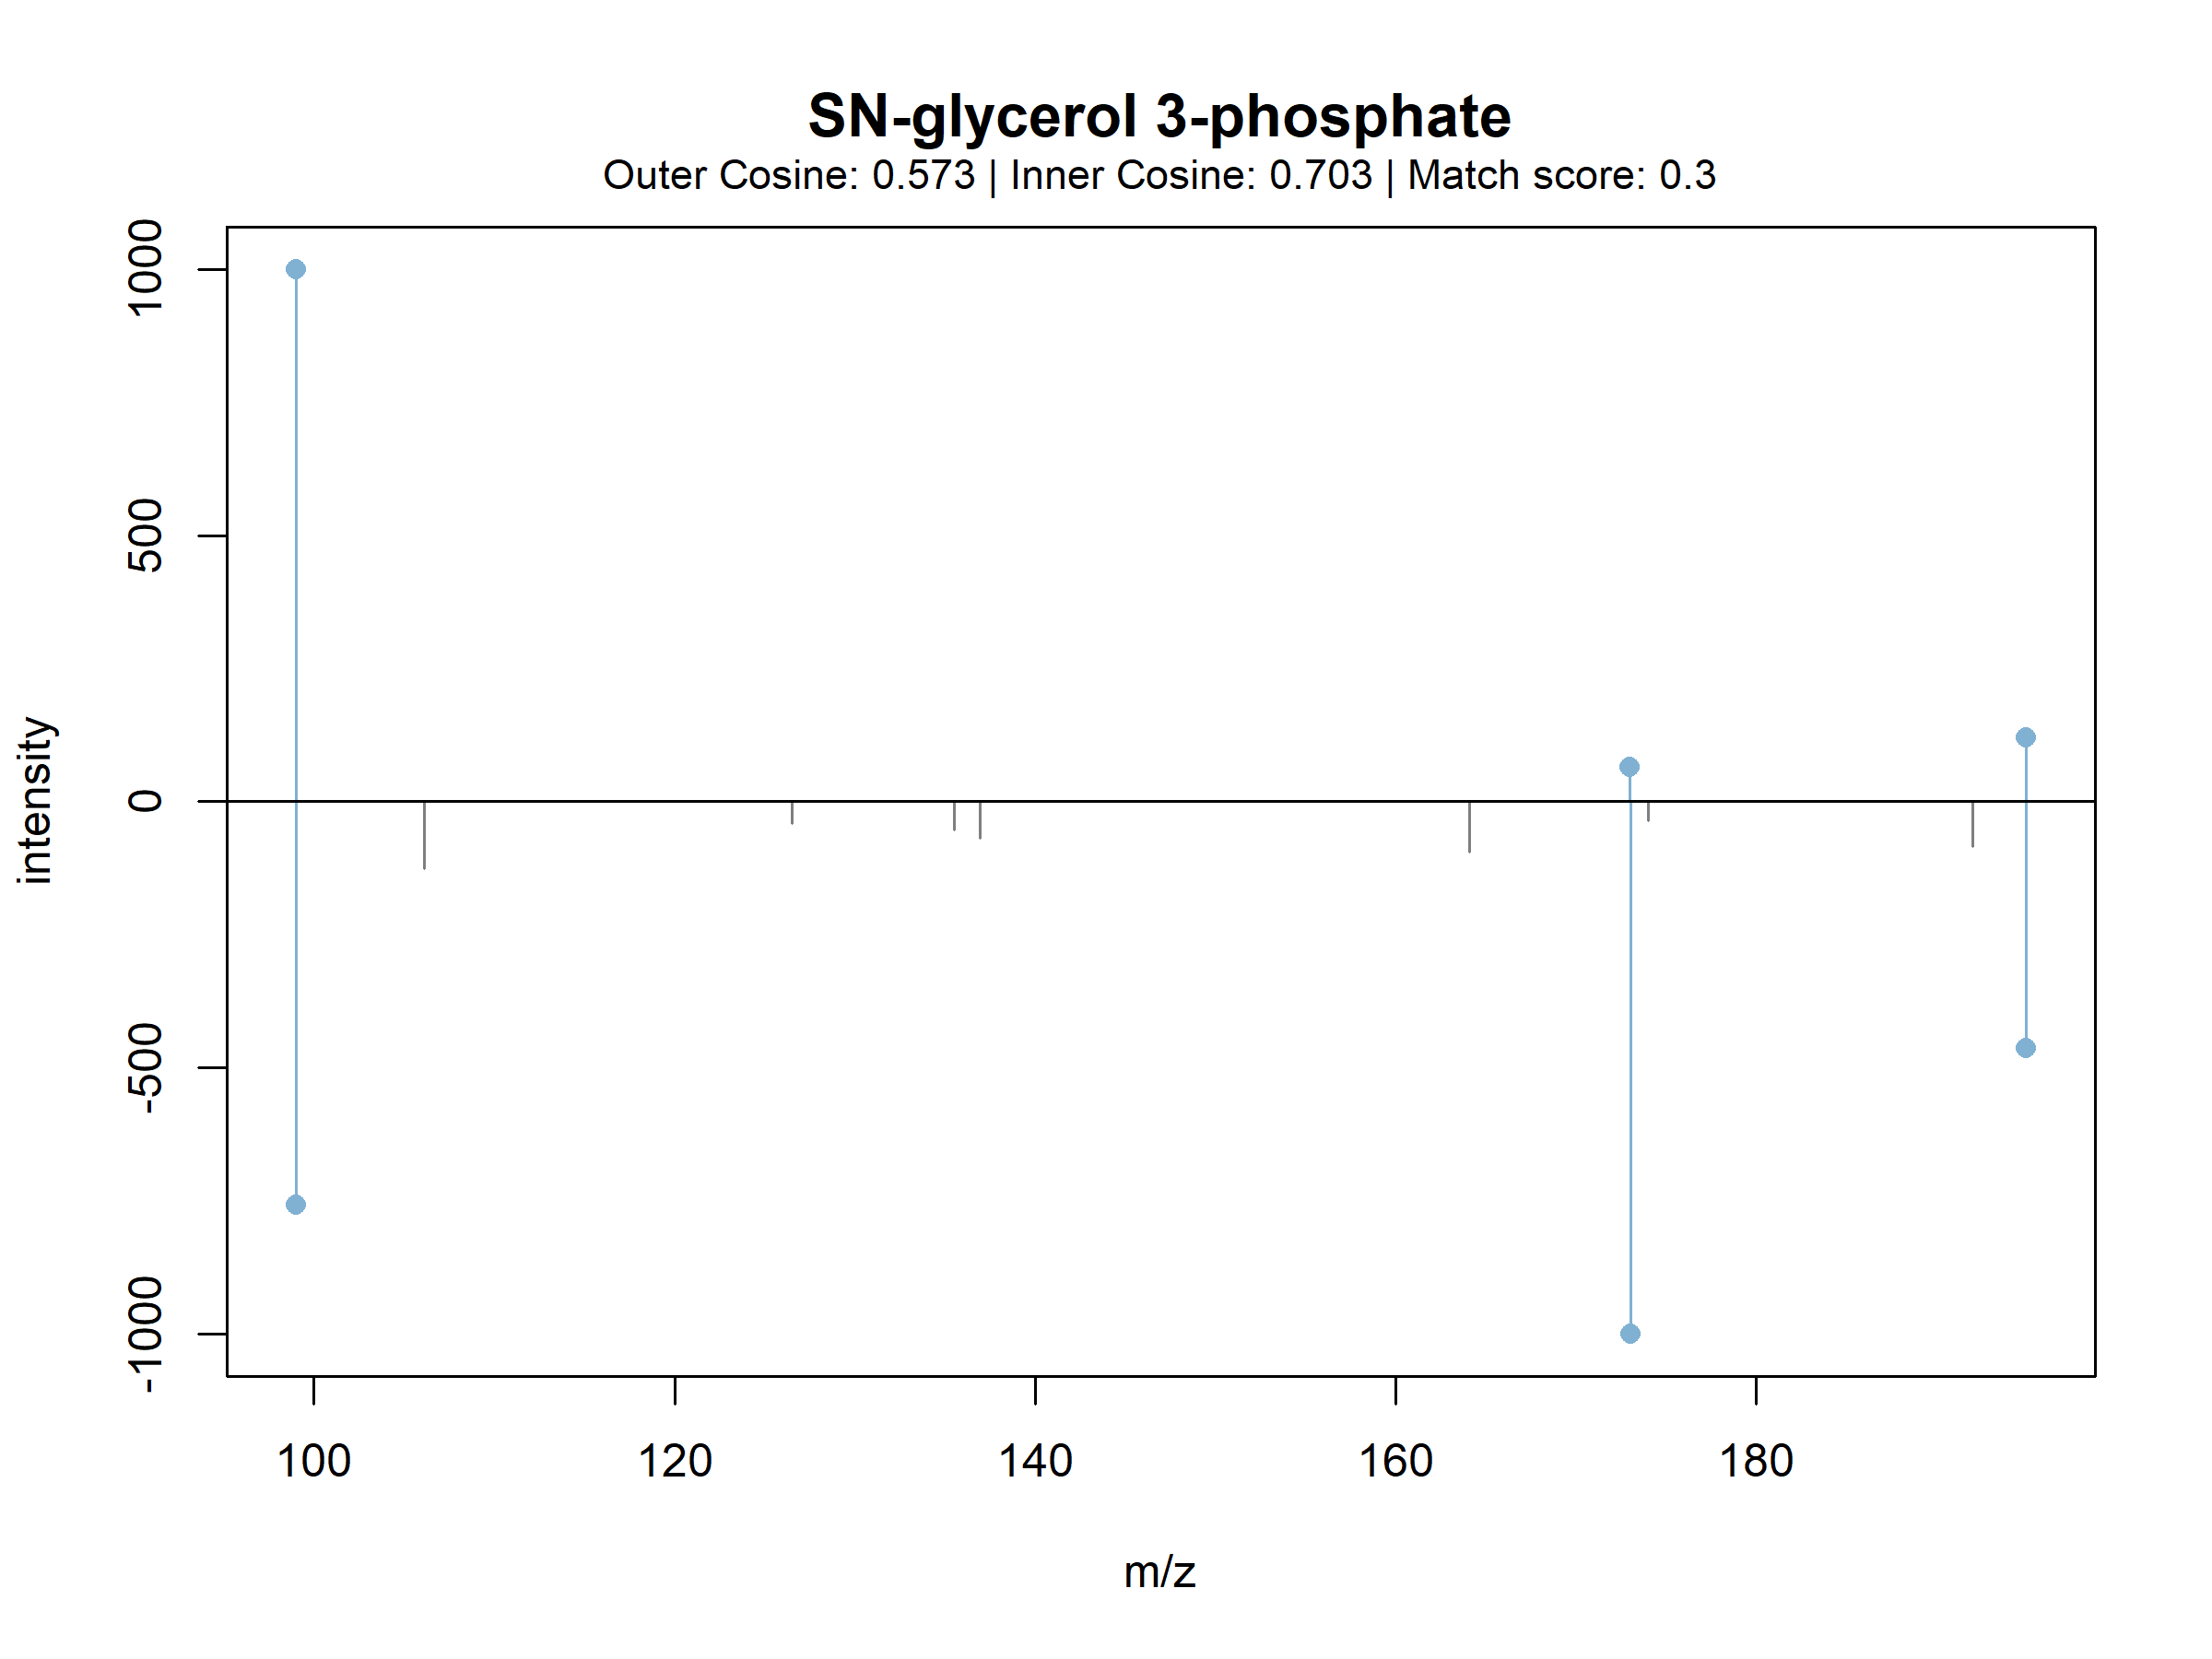 SN-glycerol 3-phosphate
Outer Cosine: 0.573 | Inner Cosine: 0.703 | Match score: 0.3
1000
500
0
-500
-1000
intensity
100 120 140 160 180
m/z